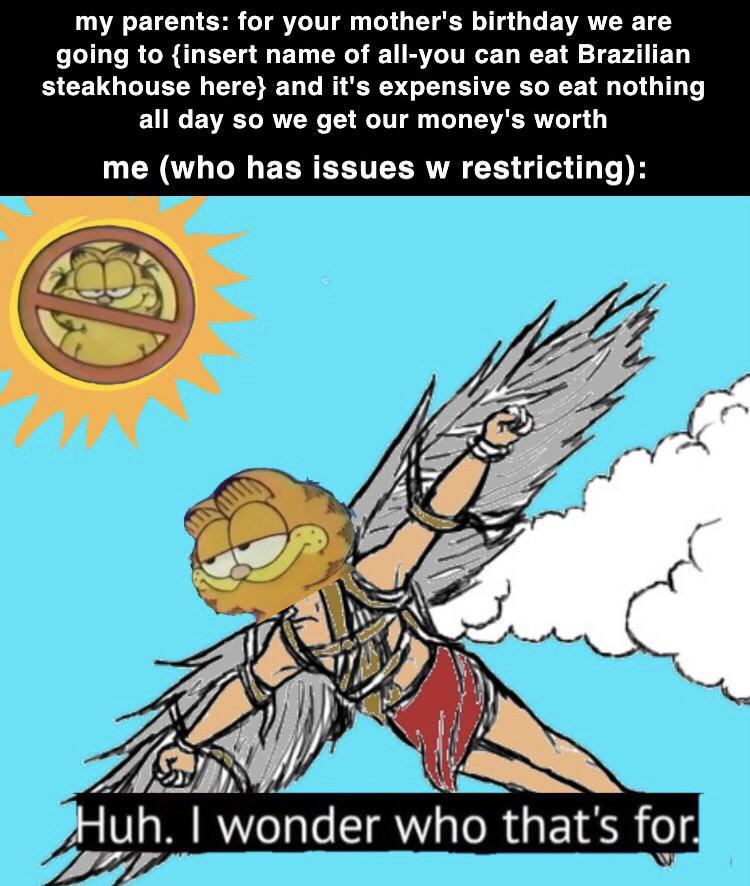 my parents: for your mother's birthday we are
going to {insert name of all-you can eat Brazilian
steakhouse here} and it's expensive so eat nothing
all day so we get our money's worth
me (who has issues w restricting):
Huh. I wonder who that's for.